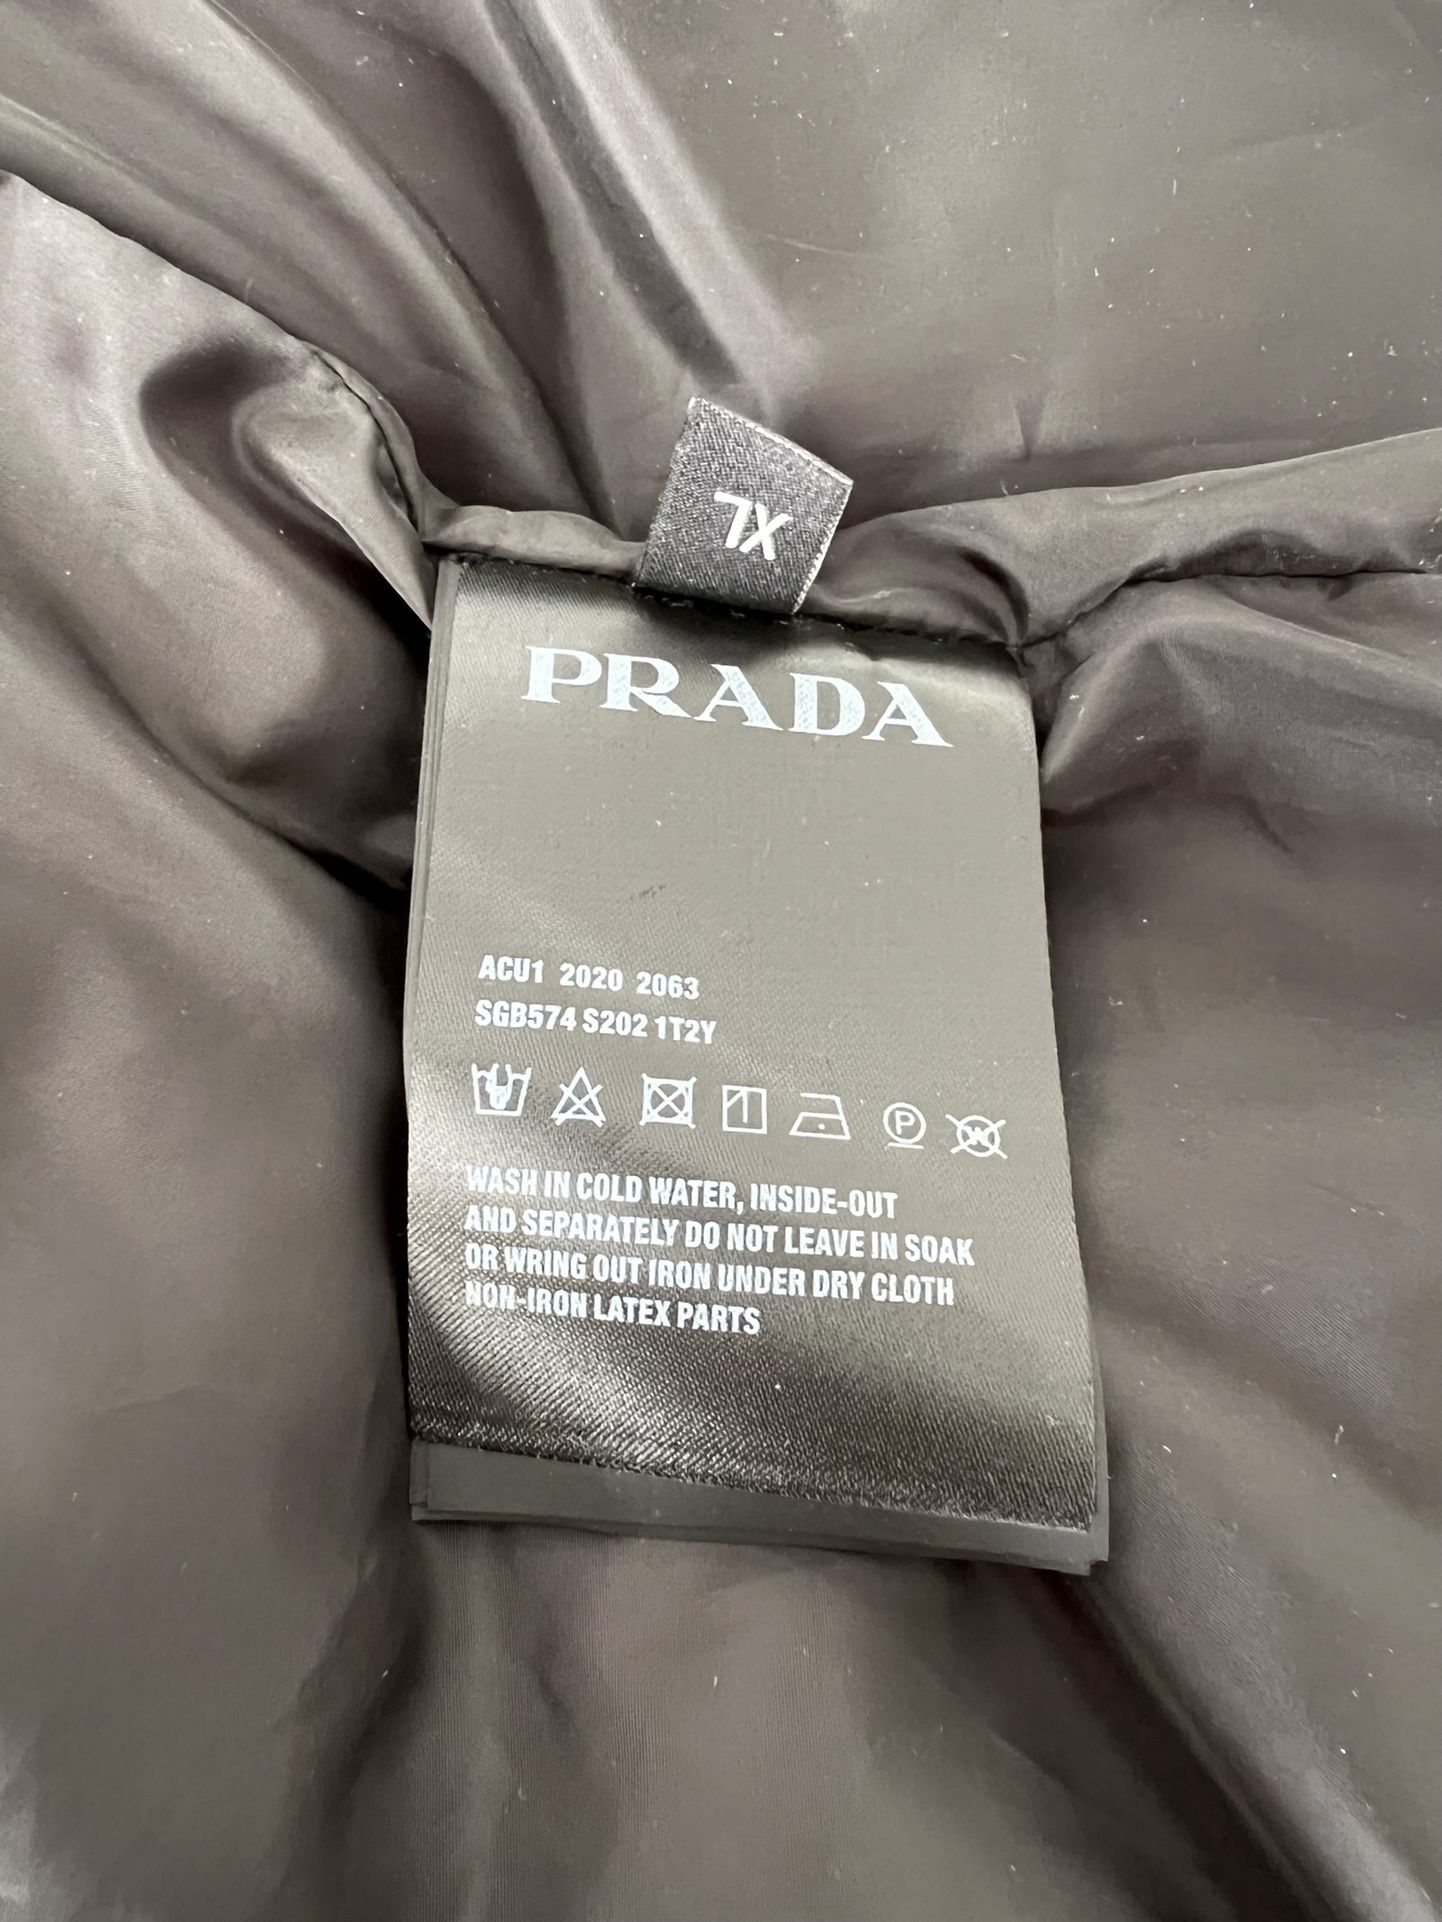 XL
PRADA
ACU1 2020 2063
SGB574 S202 1T2Y
P
W
WASH IN COLD WATER, INSIDE-OUT
AND SEPARATELY DO NOT LEAVE IN SOAK
OR WRING OUT IRON UNDER DRY CLOTH
NON-IRON LATEX PARTS